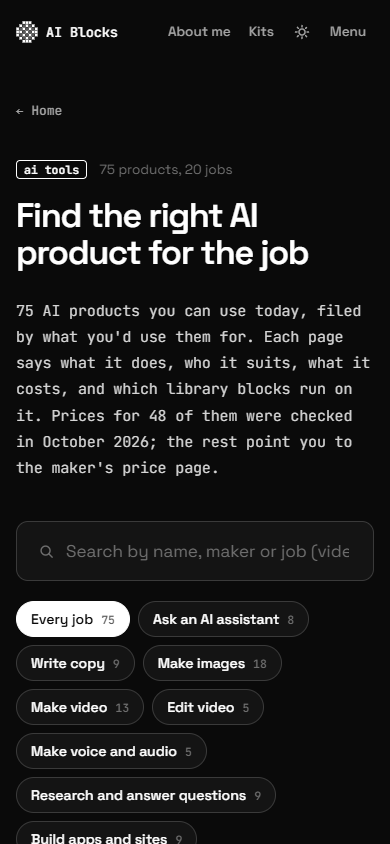 AI Blocks
About me
Kits
Menu
← Home
ai tools
75 products, 20 jobs
Find the right AI
product for the job
75 AI products you can use today, filed
by what you'd use them for. Each page
says what it does, who it suits, what it
costs, and which library blocks run on
it. Prices for 48 of them were checked
in October 2026; the rest point you to
the maker's price page.
Search by name, maker or job (vide
Every job 75
Ask an AI assistant 8
Write copy 9
Make images 18
Make video 13
Edit video 5
Make voice and audio 5
Research and answer questions 9
Build apps and sites 9